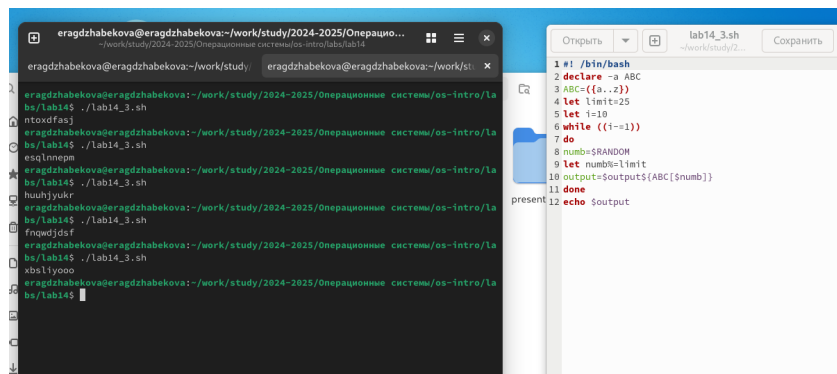 eragdzhabekova@eragdzhabekova:~/work/study/2024-2025/Операцио...
~/work/study/2024-2025/Операционные системы/os-intro/labs/lab14
eragdzhabekova@eragdzhabekova:~/work/study/
eragdzhabekova@eragdzhabekova:~/work/stu
eragdzhabekova@eragdzhabekova:~/work/study/2024-2025/Операционные системы/os-intro/la
bs/lab14$ ./lab14_3.sh
ntoxdfasj
eragdzhabekova@eragdzhabekova:~/work/study/2024-2025/Операционные системы/os-intro/la
bs/lab14$ ./lab14_3.sh
esqlnnepm
eragdzhabekova@eragdzhabekova:~/work/study/2024-2025/Операционные системы/os-intro/la
bs/lab14$ ./lab14_3.sh
huuhjyukr
eragdzhabekova@eragdzhabekova:~/work/study/2024-2025/Операционные системы/os-intro/la
bs/lab14$ ./lab14_3.sh
fnqwdjdsf
eragdzhabekova@eragdzhabekova:~/work/study/2024-2025/Операционные системы/os-intro/la
bs/lab14$ ./lab14_3.sh
xbsliyooo
eragdzhabekova@eragdzhabekova:~/work/study/2024-2025/Операционные системы/os-intro/la
bs/lab14$
present
Открыть
lab14_3.sh
~/work/study/2...
Сохранить
1 #! /bin/bash
2 declare -a ABC
3 ABC=({a..z})
4 let limit=25
5 let i=10
6 while ((i-=1))
7 do
8 numb=$RANDOM
9 let numb%=limit
10 output=$output${ABC[$numb]}
11 done
12 echo $output